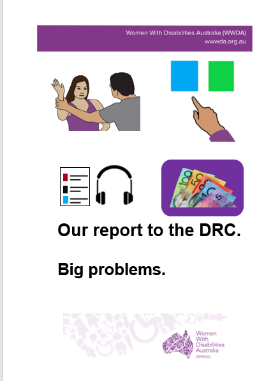 Women With Disabilities Australia (WWDA)
wwda.org.au
Our report to the DRC.
Big problems.
Women
With
Disabilities
Australia
(WWDA)